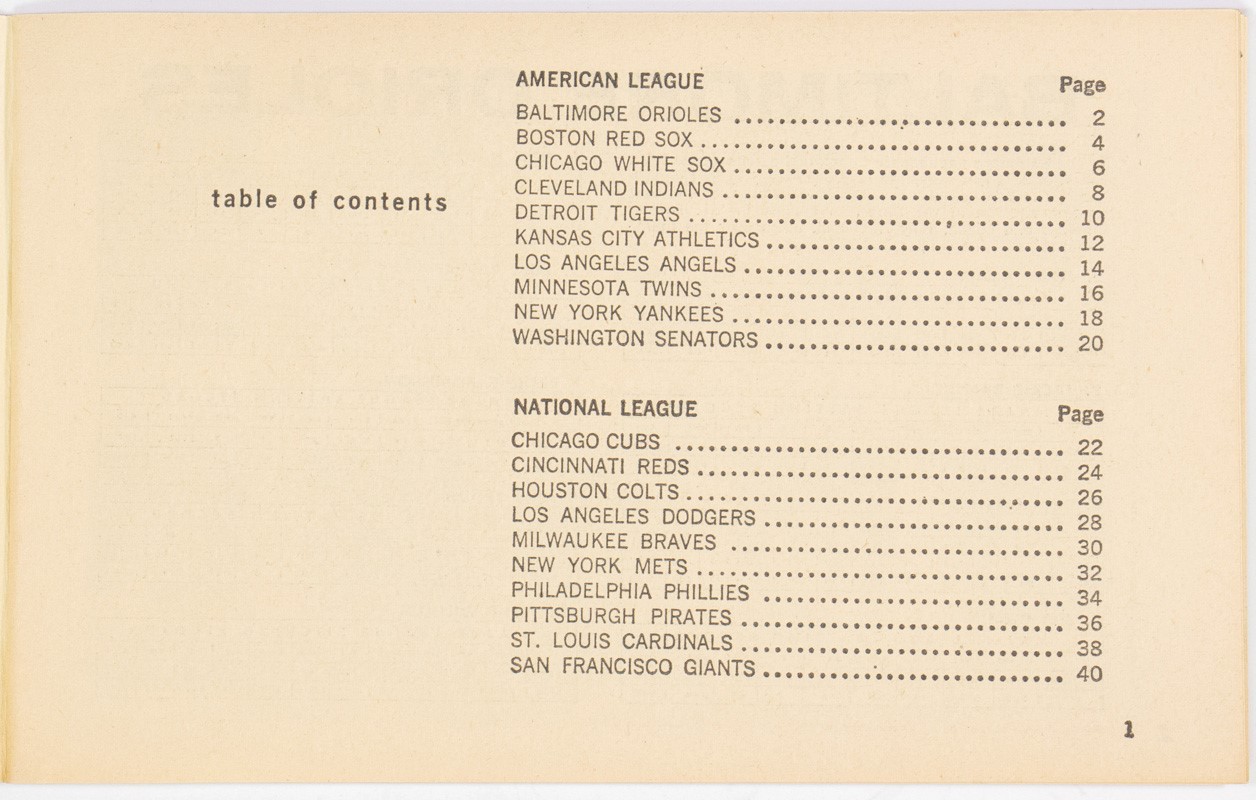 table of contents
AMERICAN LEAGUE Page
BALTIMORE ORIOLES 2
BOSTON RED SOX 4
CHICAGO WHITE SOX 6
CLEVELAND INDIANS 8
DETROIT TIGERS 10
KANSAS CITY ATHLETICS 12
LOS ANGELES ANGELS 14
MINNESOTA TWINS 16
NEW YORK YANKEES 18
WASHINGTON SENATORS 20
NATIONAL LEAGUE Page
CHICAGO CUBS 22
CINCINNATI REDS 24
HOUSTON COLTS 26
LOS ANGELES DODGERS 28
MILWAUKEE BRAVES 30
NEW YORK METS 32
PHILADELPHIA PHILLIES 34
PITTSBURGH PIRATES 36
ST. LOUIS CARDINALS 38
SAN FRANCISCO GIANTS 40
1